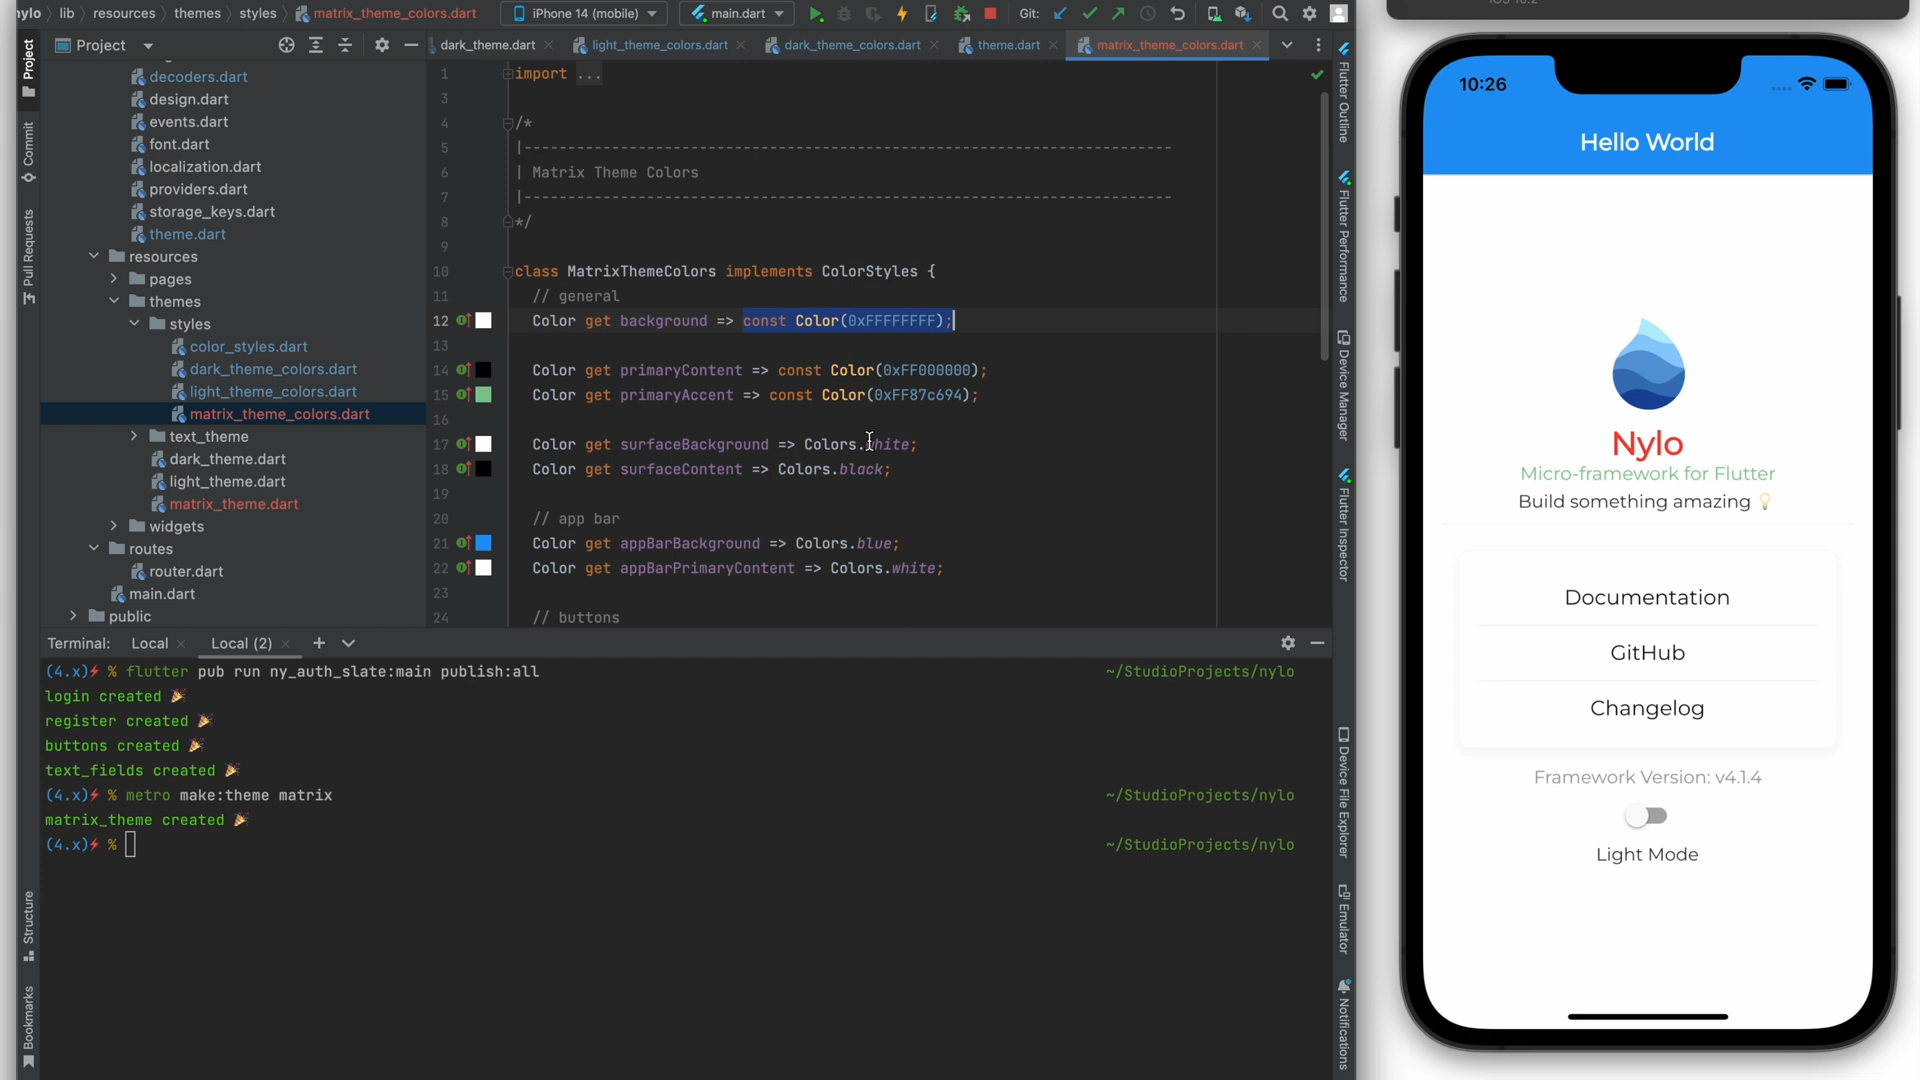 nylo lib resources themes styles matrix_theme_colors.dart iPhone 14 (mobile) main.dart Git:
Project
dark_theme.dart light_theme_colors.dart dark_theme_colors.dart theme.dart matrix_theme_colors.dart
Project
Commit
Pull Requests
Structure
Bookmarks
decoders.dart
design.dart
events.dart
font.dart
localization.dart
providers.dart
storage_keys.dart
theme.dart
resources
pages
themes
styles
color_styles.dart
dark_theme_colors.dart
light_theme_colors.dart
matrix_theme_colors.dart
text_theme
dark_theme.dart
light_theme.dart
matrix_theme.dart
widgets
routes
router.dart
main.dart
public
1 import ...
3
4 /*
5 |--------------------------------------------------------------------------
6 | Matrix Theme Colors
7 |--------------------------------------------------------------------------
8 */
9
10 class MatrixThemeColors implements ColorStyles {
11 // general
12 Color get background => const Color(0xFFFFFFFF);
13
14 Color get primaryContent => const Color(0xFF000000);
15 Color get primaryAccent => const Color(0xFF87c694);
16
17 Color get surfaceBackground => Colors.white;
18 Color get surfaceContent => Colors.black;
19
20 // app bar
21 Color get appBarBackground => Colors.blue;
22 Color get appBarPrimaryContent => Colors.white;
23
24 // buttons
Terminal: Local Local (2)
(4.x)⚡ % flutter pub run ny_auth_slate:main publish:all ~/StudioProjects/nylo
login created 🎉
register created 🎉
buttons created 🎉
text_fields created 🎉
(4.x)⚡ % metro make:theme matrix ~/StudioProjects/nylo
matrix_theme created 🎉
(4.x)⚡ % ~/StudioProjects/nylo
Flutter Outline
Flutter Performance
Device Manager
Flutter Inspector
Device File Explorer
Emulator
Notifications
10:26
Hello World
Nylo
Micro-framework for Flutter
Build something amazing 💡
Documentation
GitHub
Changelog
Framework Version: v4.1.4
Light Mode